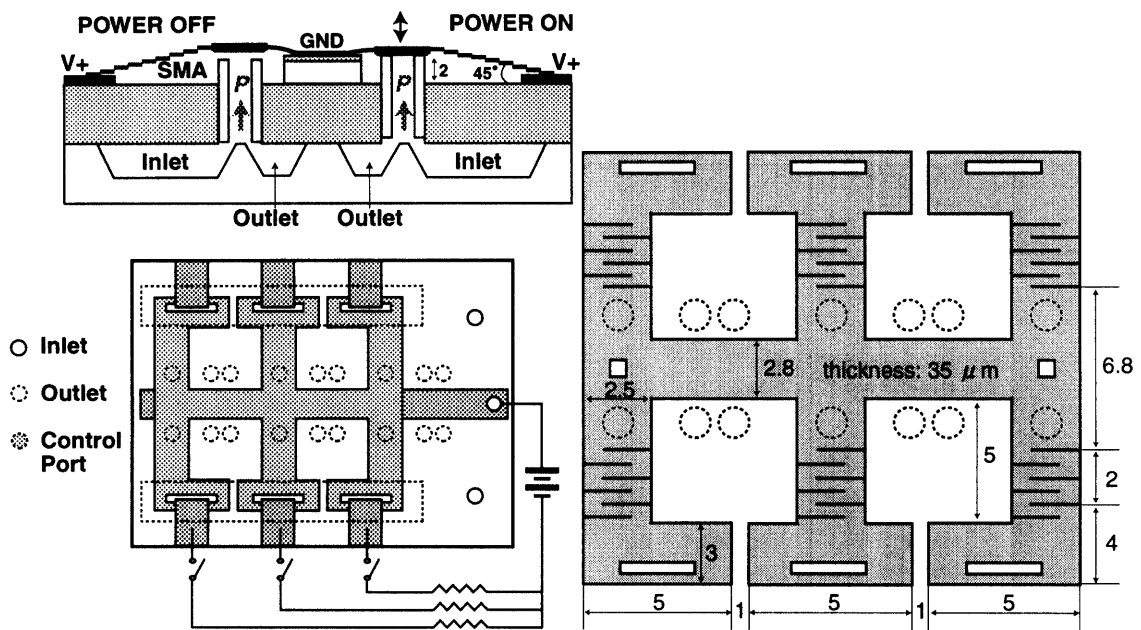 POWER OFF
POWER ON
GND
V+
V+
SMA
p
p
2
45°
Inlet
Inlet
Outlet
Outlet
Inlet
Outlet
Control
Port
2.8
thickness: 35 μm
2.5
6.8
5
2
3
4
5
1
5
1
5